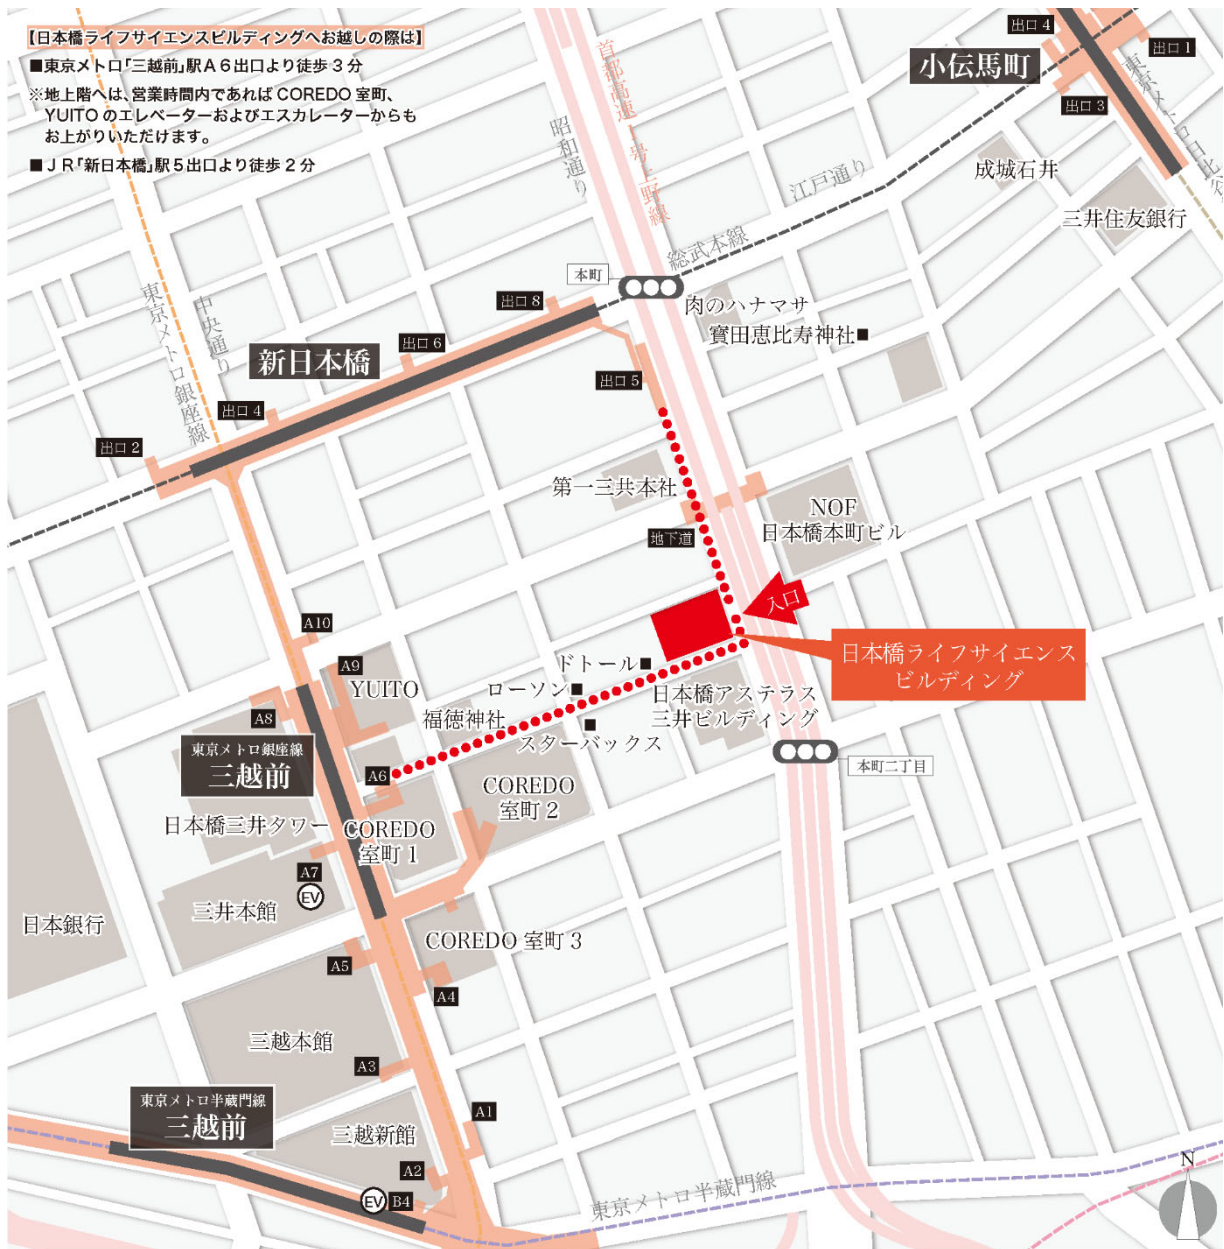 【日本橋ライフサイエンスビルディングへお越しの際は】
■東京メトロ「三越前」駅A6出口より徒歩3分
※地上階へは、営業時間内であればCOREDO室町、
YUITOのエレベーターおよびエスカレーターからも
お上がりいただけます。
■JR「新日本橋」駅5出口より徒歩2分
首都高速一号上野線
昭和通り
出口4
出口1
小伝馬町
出口3
成城石井
三井住友銀行
江戸通り
総武本線
本町
肉のハナマサ
寶田恵比寿神社■
東京メトロ銀座線
中央通り
出口8
出口6
新日本橋
出口5
出口4
出口2
第一三共本社
NOF
日本橋本町ビル
地下道
入口
日本橋ライフサイエンス
ビルディング
A10
A9
YUITO
A8
ドトール■
ローソン■
福徳神社
■
スターバックス
日本橋アステラス
三井ビルディング
東京メトロ銀座線
三越前
A6
本町二丁目
COREDO
室町2
COREDO
室町1
日本橋三井タワー
A7
EV
三井本館
日本銀行
COREDO室町3
A5
A4
三越本館
A3
東京メトロ半蔵門線
三越前
A1
三越新館
A2
EV
B4
東京メトロ半蔵門線
N